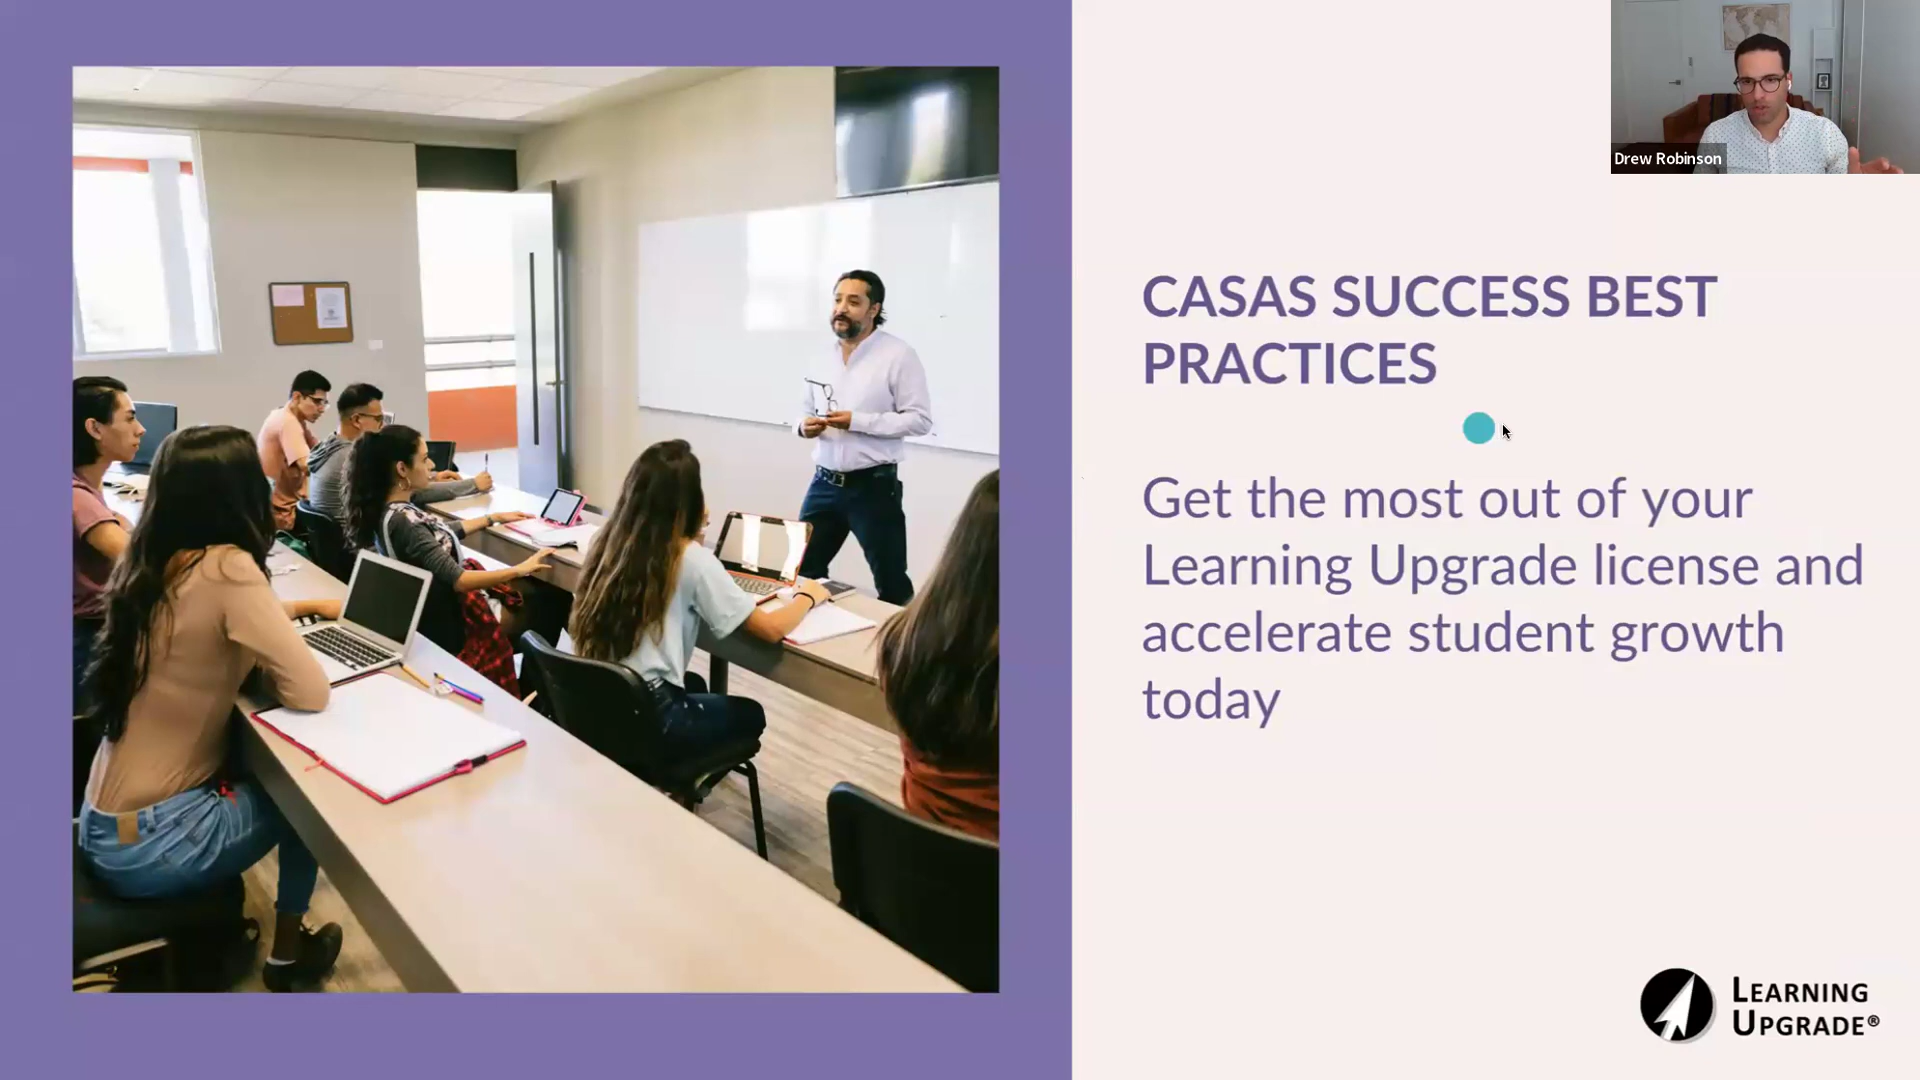 Drew Robinson
CASAS SUCCESS BEST
PRACTICES
Get the most out of your
Learning Upgrade license and
accelerate student growth
today
LEARNING
UPGRADE®